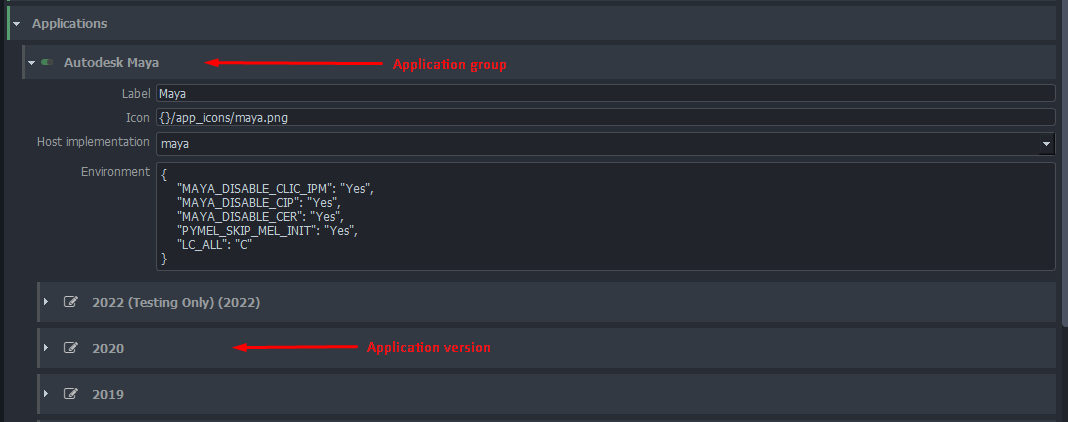 Applications
Autodesk Maya
Application group
Label Maya
Icon {}/app_icons/maya.png
Host implementation maya
Environment {
"MAYA_DISABLE_CLIC_IPM": "Yes",
"MAYA_DISABLE_CIP": "Yes",
"MAYA_DISABLE_CER": "Yes",
"PYMEL_SKIP_MEL_INIT": "Yes",
"LC_ALL": "C"
}
2022 (Testing Only) (2022)
2020
Application version
2019